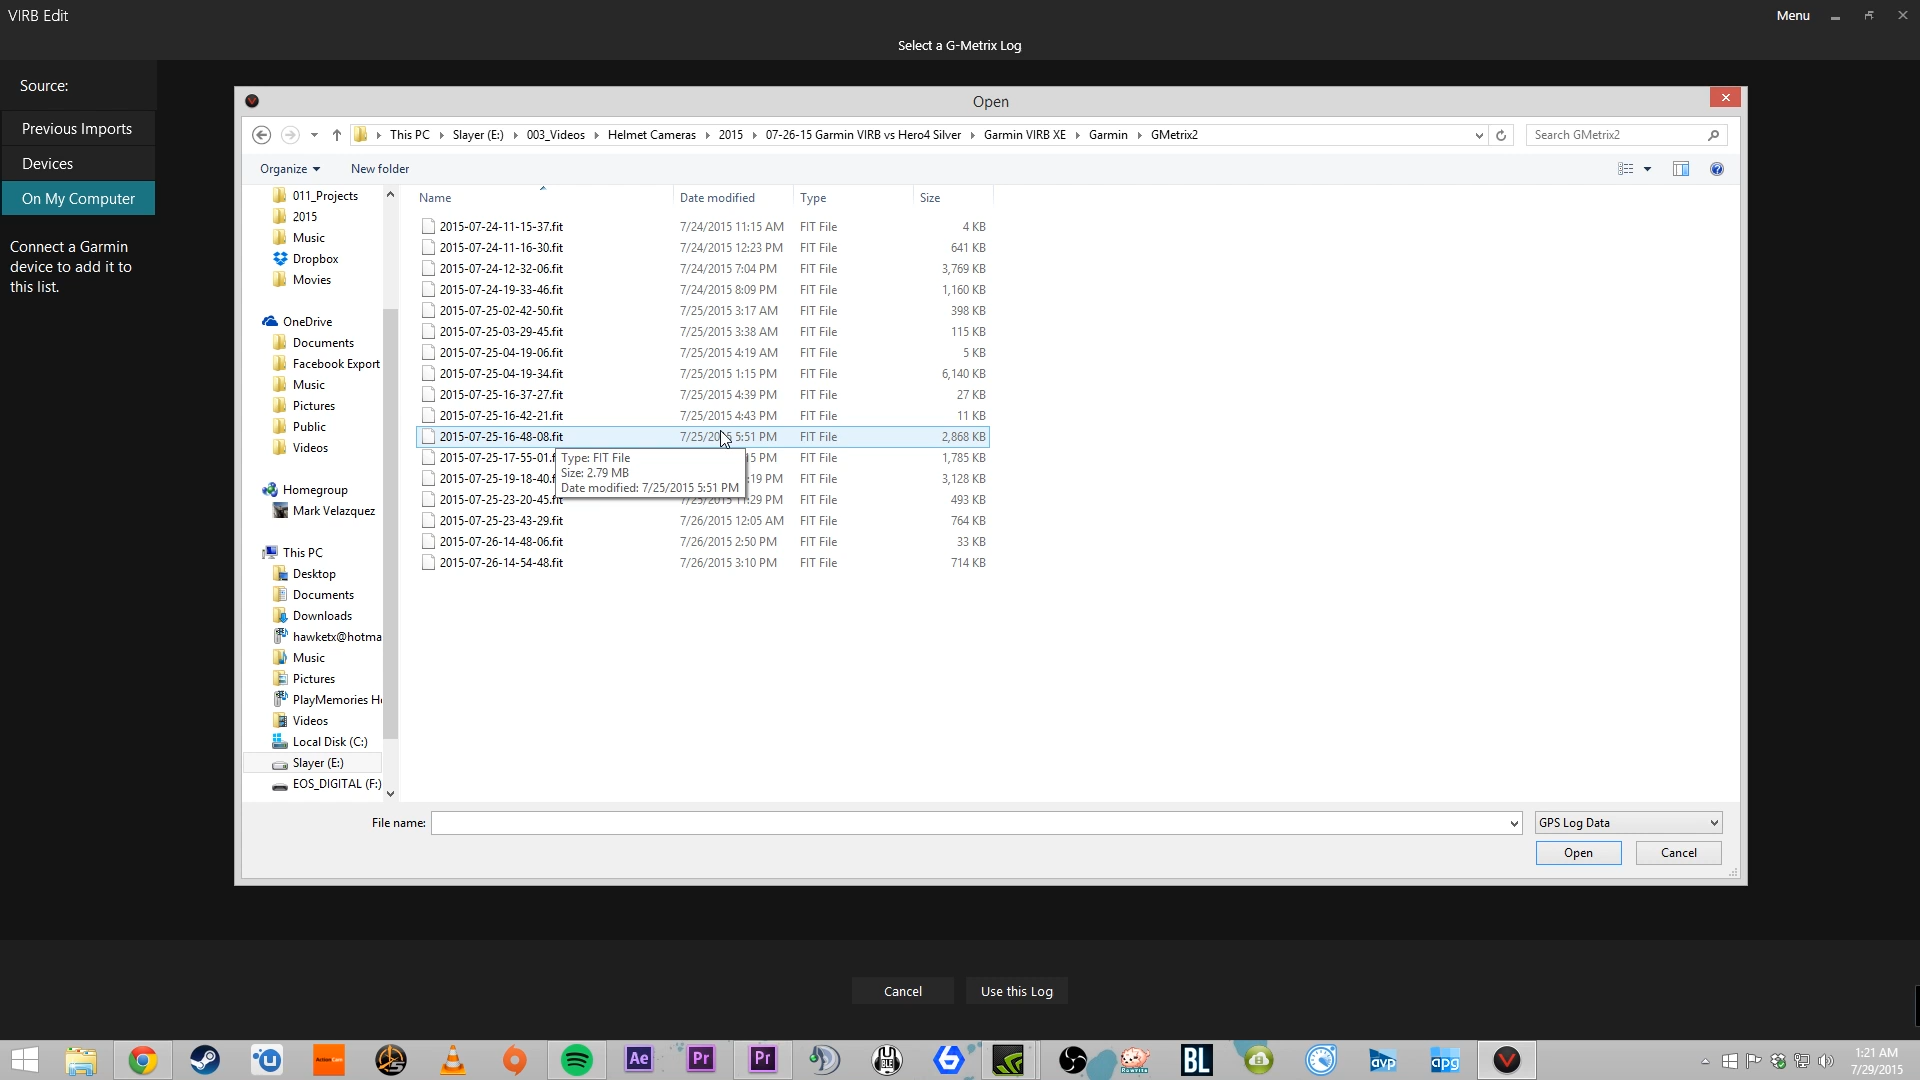 VIRB Edit
Menu
Select a G-Metrix Log
Source:
Previous Imports
Devices
On My Computer
Connect a Garmin
device to add it to
this list.
Open
This PC Slayer (E:) 003_Videos Helmet Cameras 2015 07-26-15 Garmin VIRB vs Hero4 Silver Garmin VIRB XE Garmin GMetrix2
Search GMetrix2
Organize New folder
011_Projects
2015
Music
Dropbox
Movies
OneDrive
Documents
Facebook Export
Music
Pictures
Public
Videos
Homegroup
Mark Velazquez
This PC
Desktop
Documents
Downloads
hawketx@hotma
Music
Pictures
PlayMemories H
Videos
Local Disk (C:)
Slayer (E:)
EOS_DIGITAL (F:)
Name Date modified Type Size
2015-07-24-11-15-37.fit 7/24/2015 11:15 AM FIT File 4 KB
2015-07-24-11-16-30.fit 7/24/2015 12:23 PM FIT File 641 KB
2015-07-24-12-32-06.fit 7/24/2015 7:04 PM FIT File 3,769 KB
2015-07-24-19-33-46.fit 7/24/2015 8:09 PM FIT File 1,160 KB
2015-07-25-02-42-50.fit 7/25/2015 3:17 AM FIT File 398 KB
2015-07-25-03-29-45.fit 7/25/2015 3:38 AM FIT File 115 KB
2015-07-25-04-19-06.fit 7/25/2015 4:19 AM FIT File 5 KB
2015-07-25-04-19-34.fit 7/25/2015 1:15 PM FIT File 6,140 KB
2015-07-25-16-37-27.fit 7/25/2015 4:39 PM FIT File 27 KB
2015-07-25-16-42-21.fit 7/25/2015 4:43 PM FIT File 11 KB
2015-07-25-16-48-08.fit 7/25/2015 5:51 PM FIT File 2,868 KB
2015-07-25-17-55-01.f 15 PM FIT File 1,785 KB
2015-07-25-19-18-40.f :19 PM FIT File 3,128 KB
2015-07-25-23-20-45.fit 7/25/2015 11:29 PM FIT File 493 KB
2015-07-25-23-43-29.fit 7/26/2015 12:05 AM FIT File 764 KB
2015-07-26-14-48-06.fit 7/26/2015 2:50 PM FIT File 33 KB
2015-07-26-14-54-48.fit 7/26/2015 3:10 PM FIT File 714 KB
Type: FIT File
Size: 2.79 MB
Date modified: 7/25/2015 5:51 PM
File name:
GPS Log Data
Open Cancel
Cancel Use this Log
Ae Pr Pr BL avp apg
1:21 AM
7/29/2015